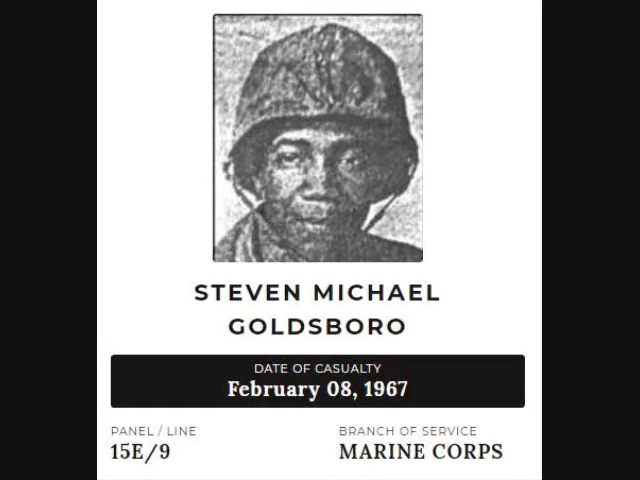 STEVEN MICHAEL
GOLDSBORO
DATE OF CASUALTY
February 08, 1967
PANEL / LINE
15E/9
BRANCH OF SERVICE
MARINE CORPS